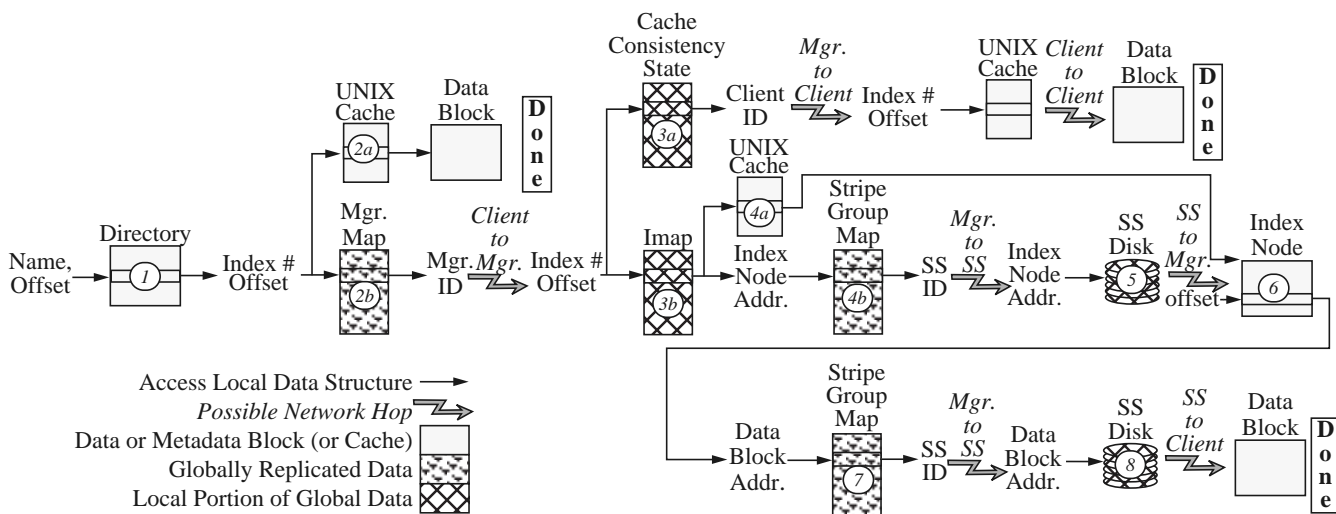 Cache
Consistency
State
Mgr.
to
Client
UNIX
Cache
Client
to
Client
Data
Block
D
o
n
e
UNIX
Cache
Data
Block
D
o
n
e
2a
3a
Client
ID
Index #
Offset
UNIX
Cache
4a
Directory
Name,
Offset
1
Index #
Offset
Mgr.
Map
2b
Mgr.
ID
Client
to
Mgr.
Index #
Offset
Imap
3b
Index
Node
Addr.
Stripe
Group
Map
4b
SS
ID
Mgr.
to
SS
Index
Node
Addr.
SS
Disk
5
SS
to
Mgr.
offset
Index
Node
6
Access Local Data Structure
Possible Network Hop
Data or Metadata Block (or Cache)
Globally Replicated Data
Local Portion of Global Data
Data
Block
Addr.
Stripe
Group
Map
7
SS
ID
Mgr.
to
SS
Data
Block
Addr.
SS
Disk
8
SS
to
Client
Data
Block
D
o
n
e